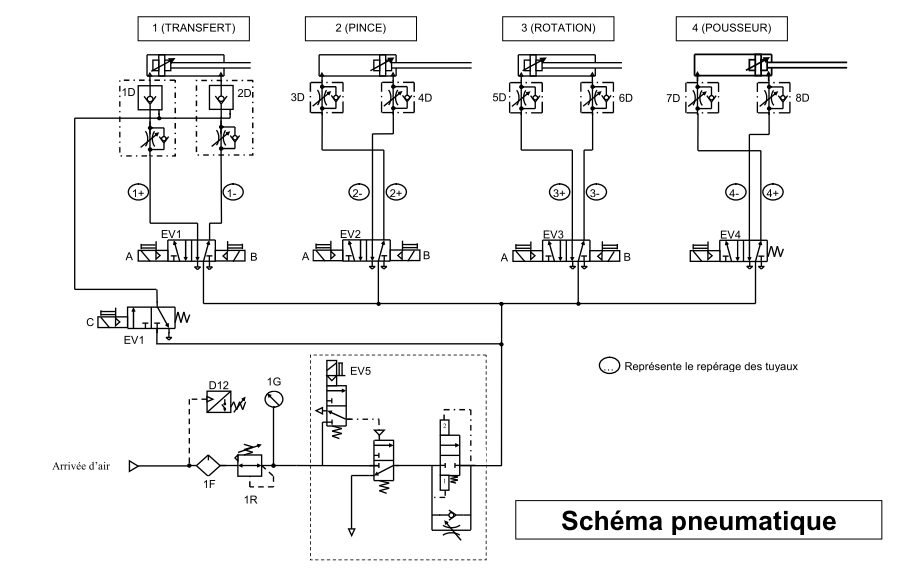 1 (TRANSFERT)
2 (PINCE)
3 (ROTATION)
4 (POUSSEUR)
1D
2D
3D
4D
5D
6D
7D
8D
1+
1-
2-
2+
3+
3-
4-
4+
EV1
EV2
EV3
EV4
A
B
A
B
A
B
C
EV1
... Représente le repérage des tuyaux
EV5
D12
1G
2
1
Arrivée d'air
1F
1R
Schéma pneumatique